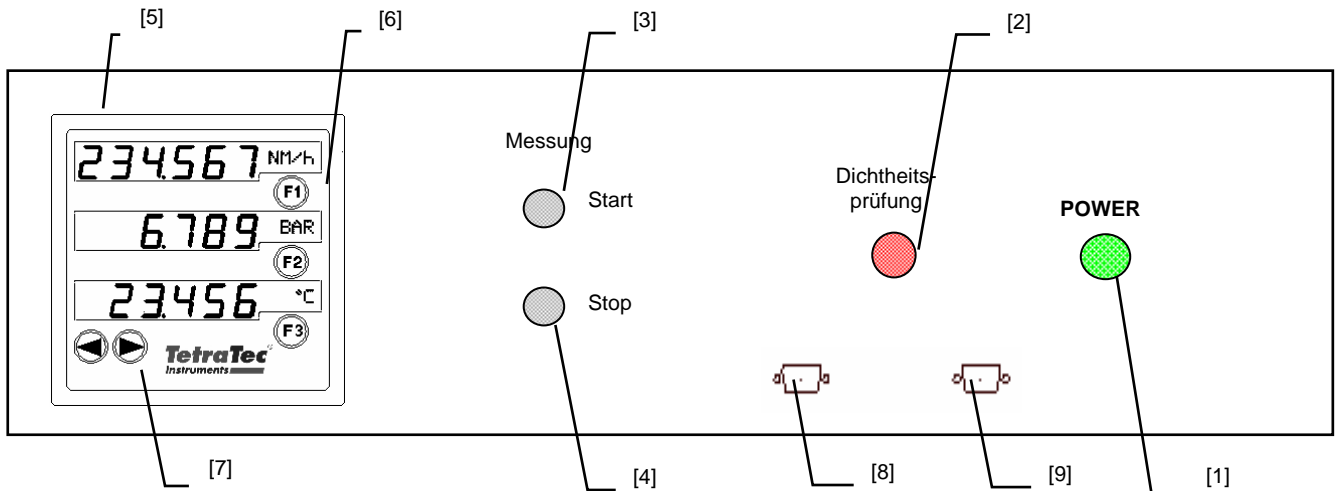 [5]
[6]
[3]
[2]
234.567 NM/h
F1
6.789 BAR
F2
23.456 °C
F3
TetraTec
Instruments
Messung
Start
Stop
Dichtheits-
prüfung
POWER
[7]
[4]
[8]
[9]
[1]